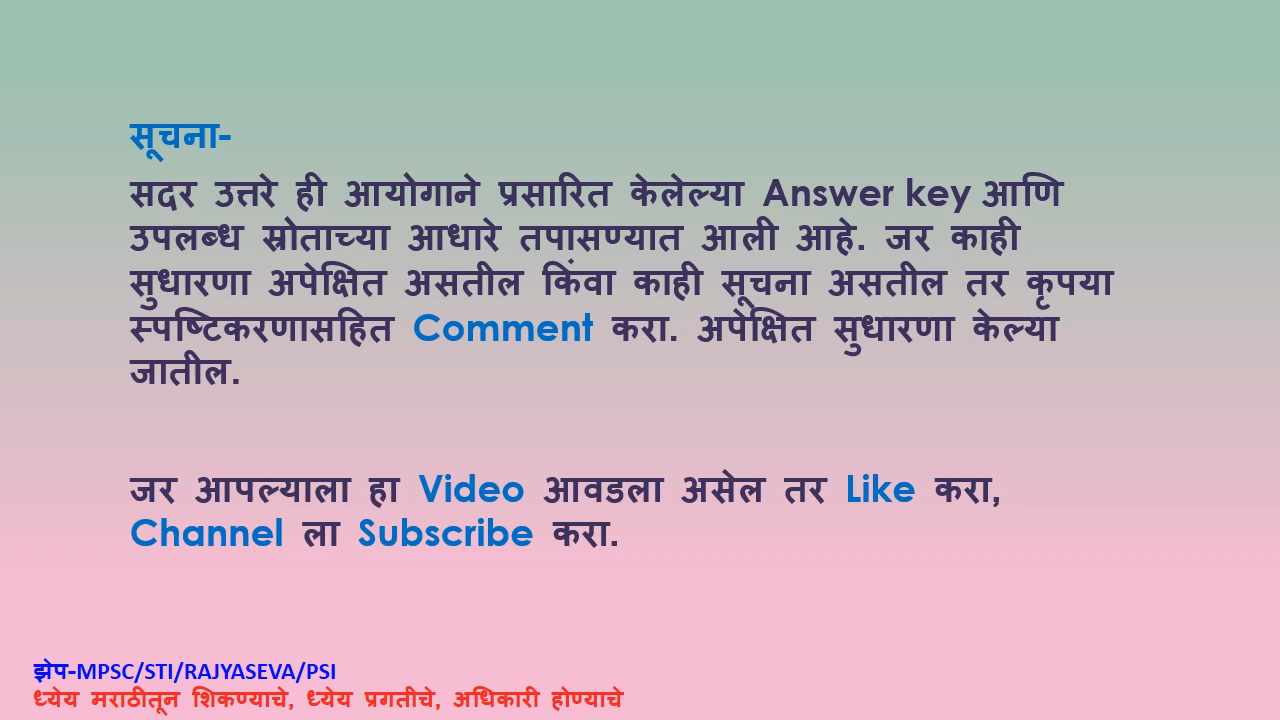 सूचना-
सदर उत्तरे ही आयोगाने प्रसारित केलेल्या Answer key आणि
उपलब्ध स्रोताच्या आधारे तपासण्यात आली आहे. जर काही
सुधारणा अपेक्षित असतील किंवा काही सूचना असतील तर कृपया
स्पष्टिकरणासहित Comment करा. अपेक्षित सुधारणा केल्या
जातील.
जर आपल्याला हा Video आवडला असेल तर Like करा,
Channel ला Subscribe करा.
झेप-MPSC/STI/RAJYASEVA/PSI
ध्येय मराठीतून शिकण्याचे, ध्येय प्रगतीचे, अधिकारी होण्याचे